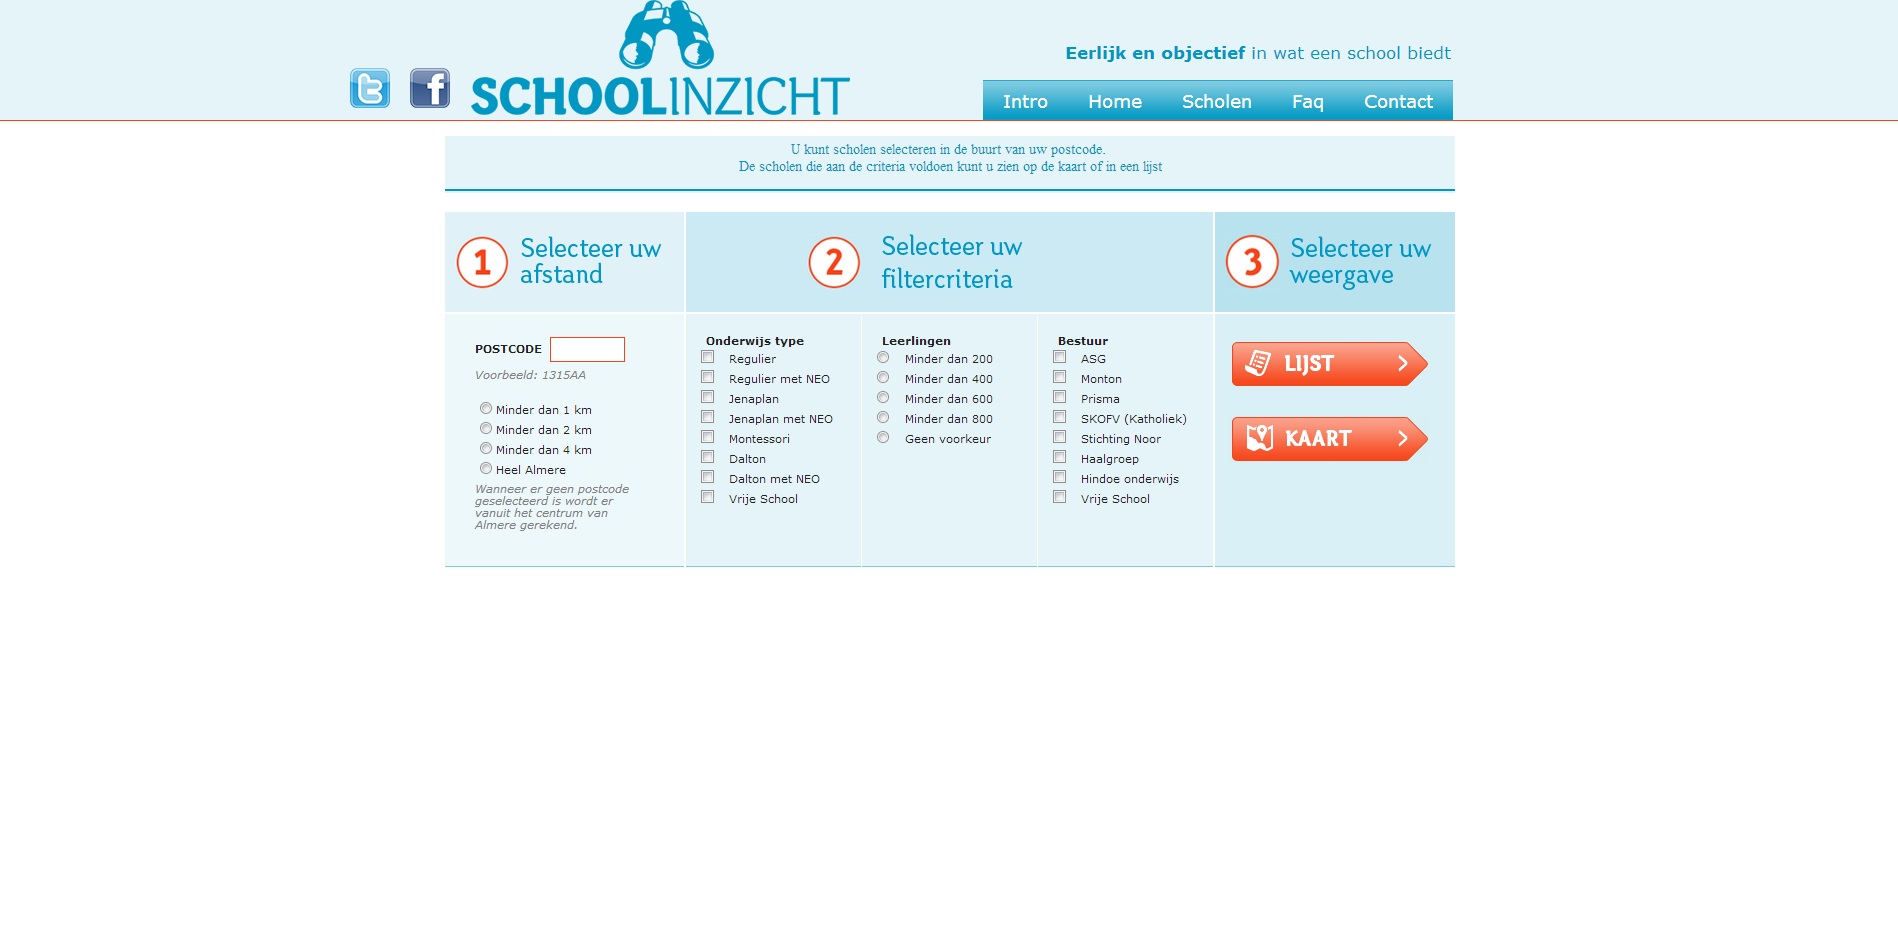 Eerlijk en objectief in wat een school biedt
SCHOOLINZICHT
Intro Home Scholen Faq Contact
U kunt scholen selecteren in de buurt van uw postcode.
De scholen die aan de criteria voldoen kunt u zien op de kaart of in een lijst
1 Selecteer uw
afstand
2 Selecteer uw
filtercriteria
3 Selecteer uw
weergave
POSTCODE
Voorbeeld: 1315AA
Minder dan 1 km
Minder dan 2 km
Minder dan 4 km
Heel Almere
Wanneer er geen postcode
geselecteerd is wordt er
vanuit het centrum van
Almere gerekend.
Onderwijs type
Regulier
Regulier met NEO
Jenaplan
Jenaplan met NEO
Montessori
Dalton
Dalton met NEO
Vrije School
Leerlingen
Minder dan 200
Minder dan 400
Minder dan 600
Minder dan 800
Geen voorkeur
Bestuur
ASG
Monton
Prisma
SKOFV (Katholiek)
Stichting Noor
Haalgroep
Hindoe onderwijs
Vrije School
LIJST
KAART